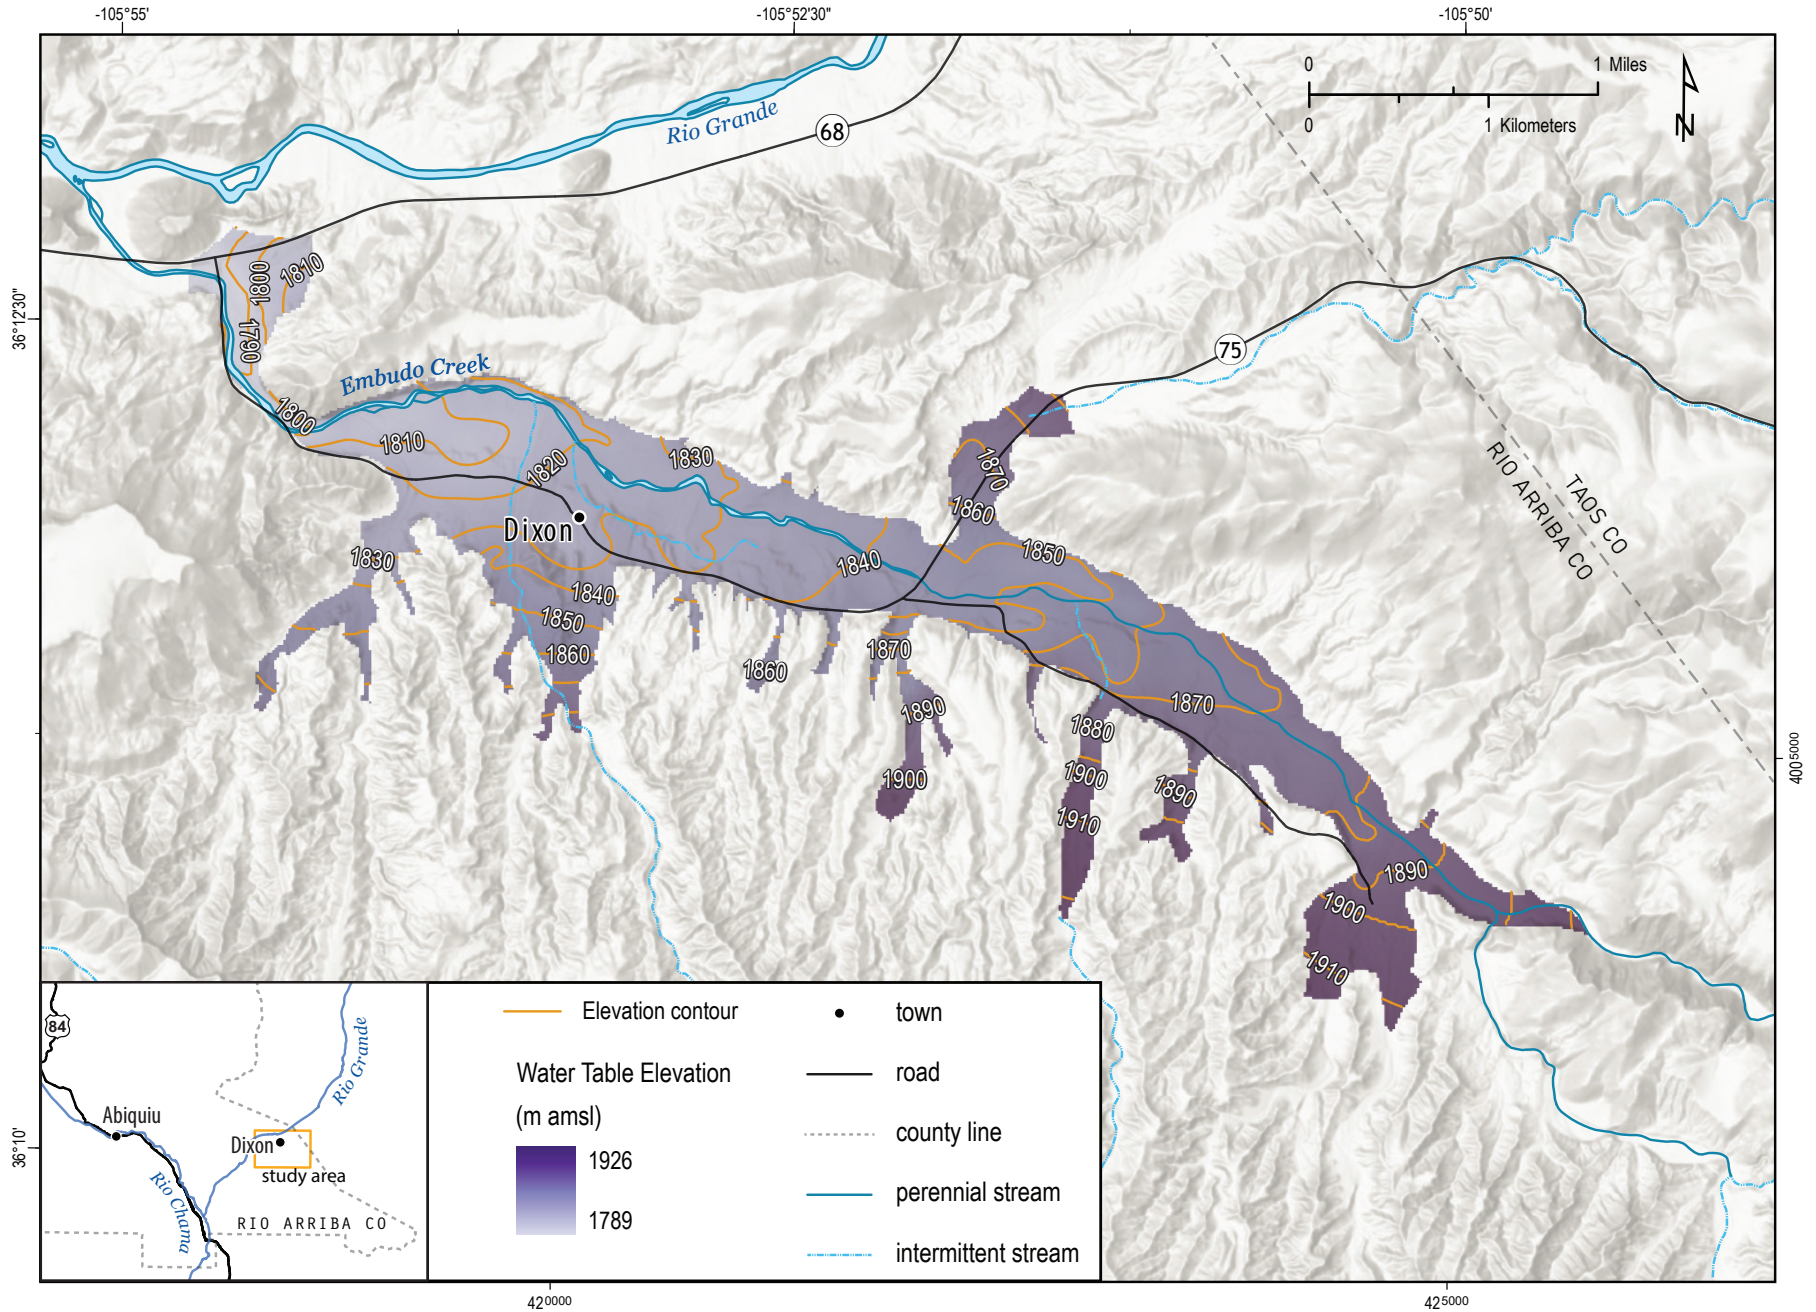 -105°55'
-105°52'30"
-105°50'
0
1 Miles
0
1 Kilometers
N
Rio Grande
68
36°12'30"
1800
1810
1790
Embudo Creek
75
1800
1810
1820
1830
1870
1860
TAOS CO
RIO ARRIBA CO
Dixon
1830
1840
1850
1840
1850
1860
1860
1870
1870
1890
1880
1900
1900
1890
1910
4005000
1890
1900
1910
84
Rio Grande
Abiquiu
Dixon
study area
Rio Chama
RIO ARRIBA CO
36°10'
Elevation contour
Water Table Elevation
(m amsl)
1926
1789
town
road
county line
perennial stream
intermittent stream
420000
425000